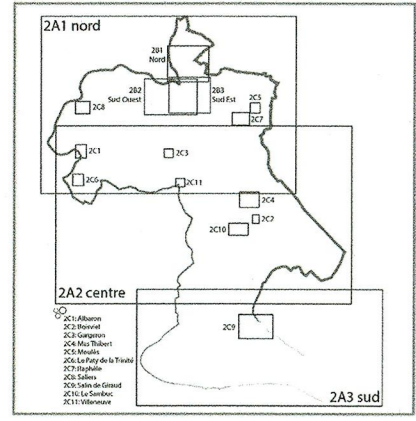 2A1 nord
2B1
Nord
2B2
Sud Ouest
2B3
Sud Est
2C8
2C5
2C7
2C1
2C3
2C6
2C11
2C4
2C2
2C10
2A2 centre
2C9
2C1: Albaron
2C2: Boisviel
2C3: Gargeron
2C4: Mas Thibert
2C5: Moulès
2C6: Le Paty de la Trinité
2C7: Raphèle
2C8: Saliers
2C9: Salin de Giraud
2C10: Le Sambuc
2C11: Villeneuve
2A3 sud